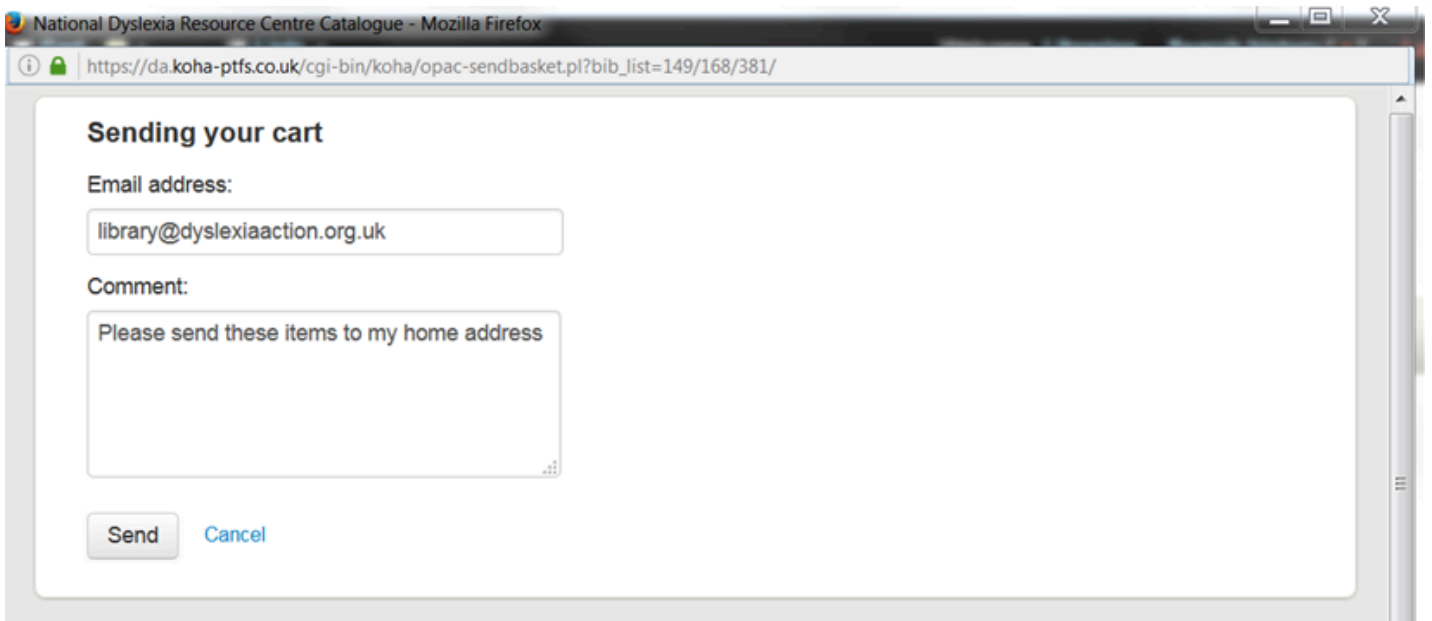 National Dyslexia Resource Centre Catalogue - Mozilla Firefox
https://da.koha-ptfs.co.uk/cgi-bin/koha/opac-sendbasket.pl?bib_list=149/168/381/
Sending your cart
Email address:
library@dyslexiaaction.org.uk
Comment:
Please send these items to my home address
Send Cancel